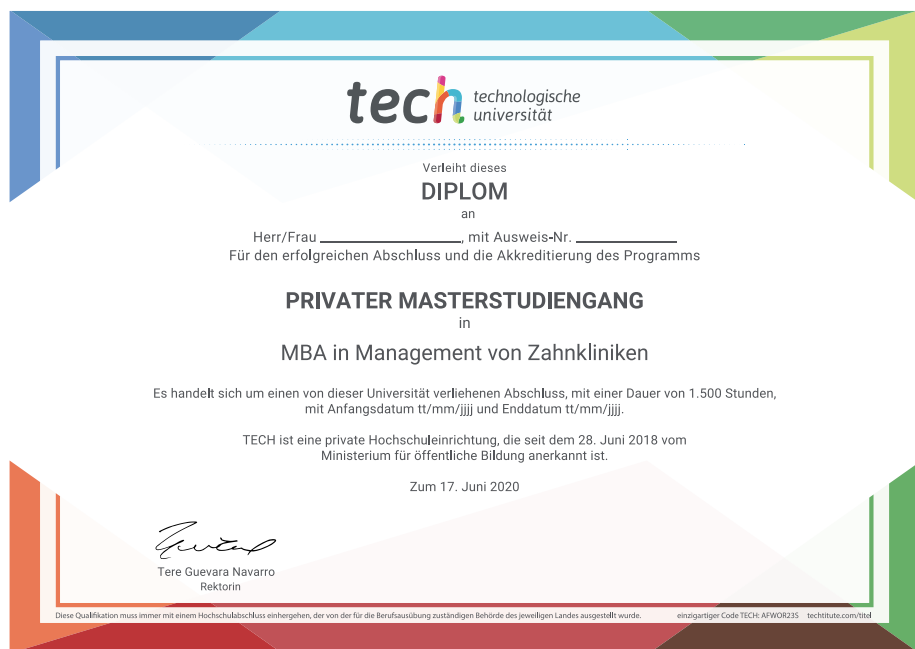 tech technologische
universität
Verleiht dieses
DIPLOM
an
Herr/Frau ____________________, mit Ausweis-Nr. ______________
Für den erfolgreichen Abschluss und die Akkreditierung des Programms
PRIVATER MASTERSTUDIENGANG
in
MBA in Management von Zahnkliniken
Es handelt sich um einen von dieser Universität verliehenen Abschluss, mit einer Dauer von 1.500 Stunden,
mit Anfangsdatum tt/mm/jjjj und Enddatum tt/mm/jjjj.
TECH ist eine private Hochschuleinrichtung, die seit dem 28. Juni 2018 vom
Ministerium für öffentliche Bildung anerkannt ist.
Zum 17. Juni 2020
Tere Guevara Navarro
Rektorin
Diese Qualifikation muss immer mit einem Hochschulabschluss einhergehen, der von der für die Berufsausübung zuständigen Behörde des jeweiligen Landes ausgestellt wurde. einzigartiger Code TECH: AFWOR23S techtitute.com/titel